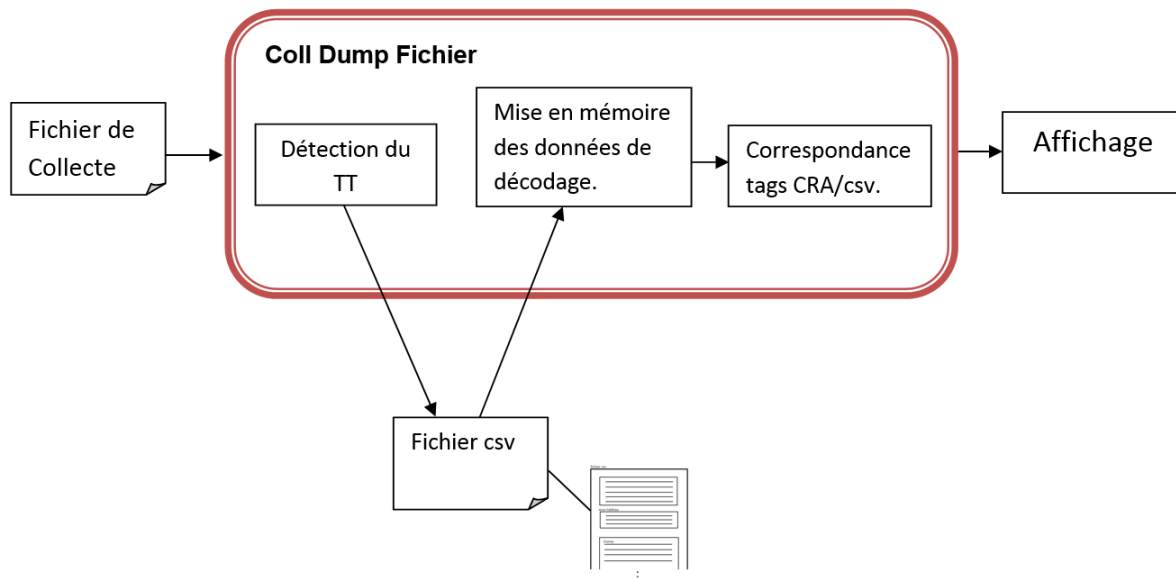 Coll Dump Fichier
Fichier de
Collecte
Détection du
TT
Mise en mémoire
des données de
décodage.
Correspondance
tags CRA/csv.
Affichage
Fichier csv